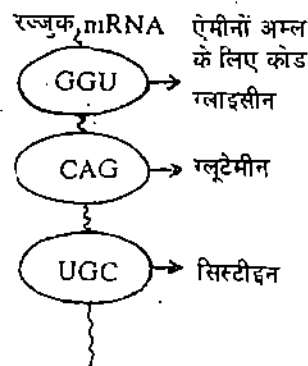 रज्जुक mRNA ऐमीनों अम्ल
के लिए कोड
GGU ग्लाइसीन
CAG ग्लूटेमीन
UGC सिस्टीइन